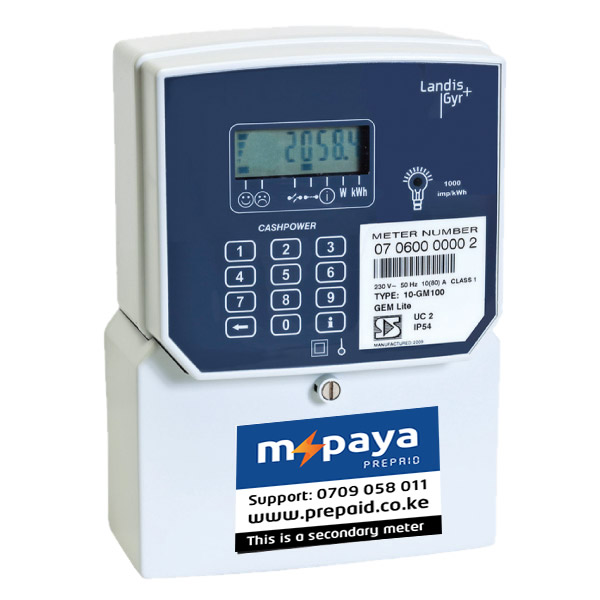 Landis
Gyr+
2058.4
W kWh
1000
imp/kWh
CASHPOWER
1 2 3
4 5 6
7 8 9
0 i
METER NUMBER
07 0600 0000 2
230 V~ 50 Hz 10(80) A CLASS 1
TYPE: 10-GM100
GEM Lite
UC 2
IP54
MANUFACTURED 2009
mpaya
PREPAID
Support: 0709 058 011
www.prepaid.co.ke
This is a secondary meter